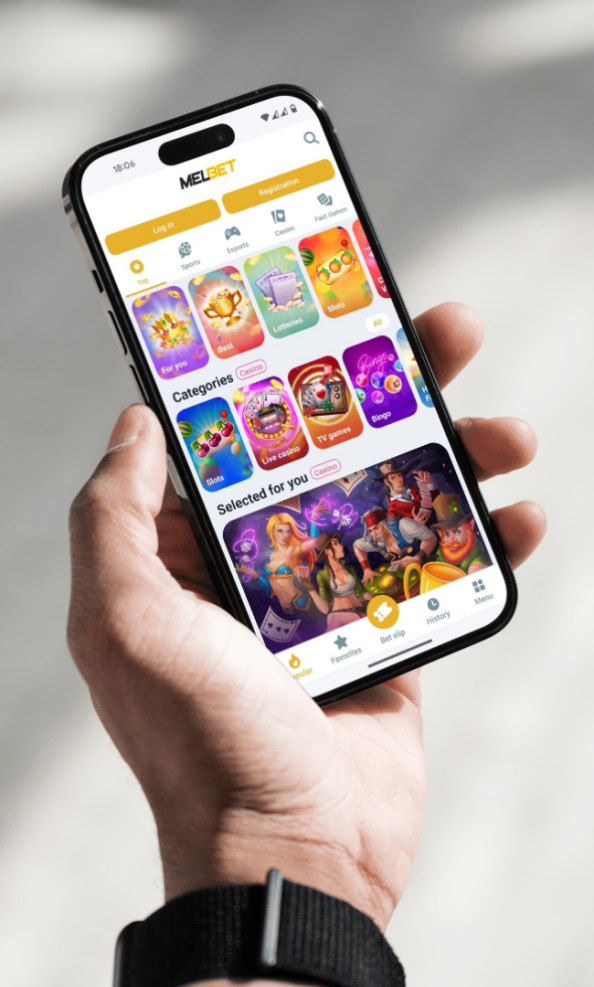 18:06
MELBET
Log in
Registration
Top
Sports
Esports
Casino
Fast Games
For you
Best
Lotteries
Slots
All
Categories Casino
Slots
Live casino
TV games
Bingo
Bingo
Selected for you Casino
Favorites
Bet slip
History
Menu